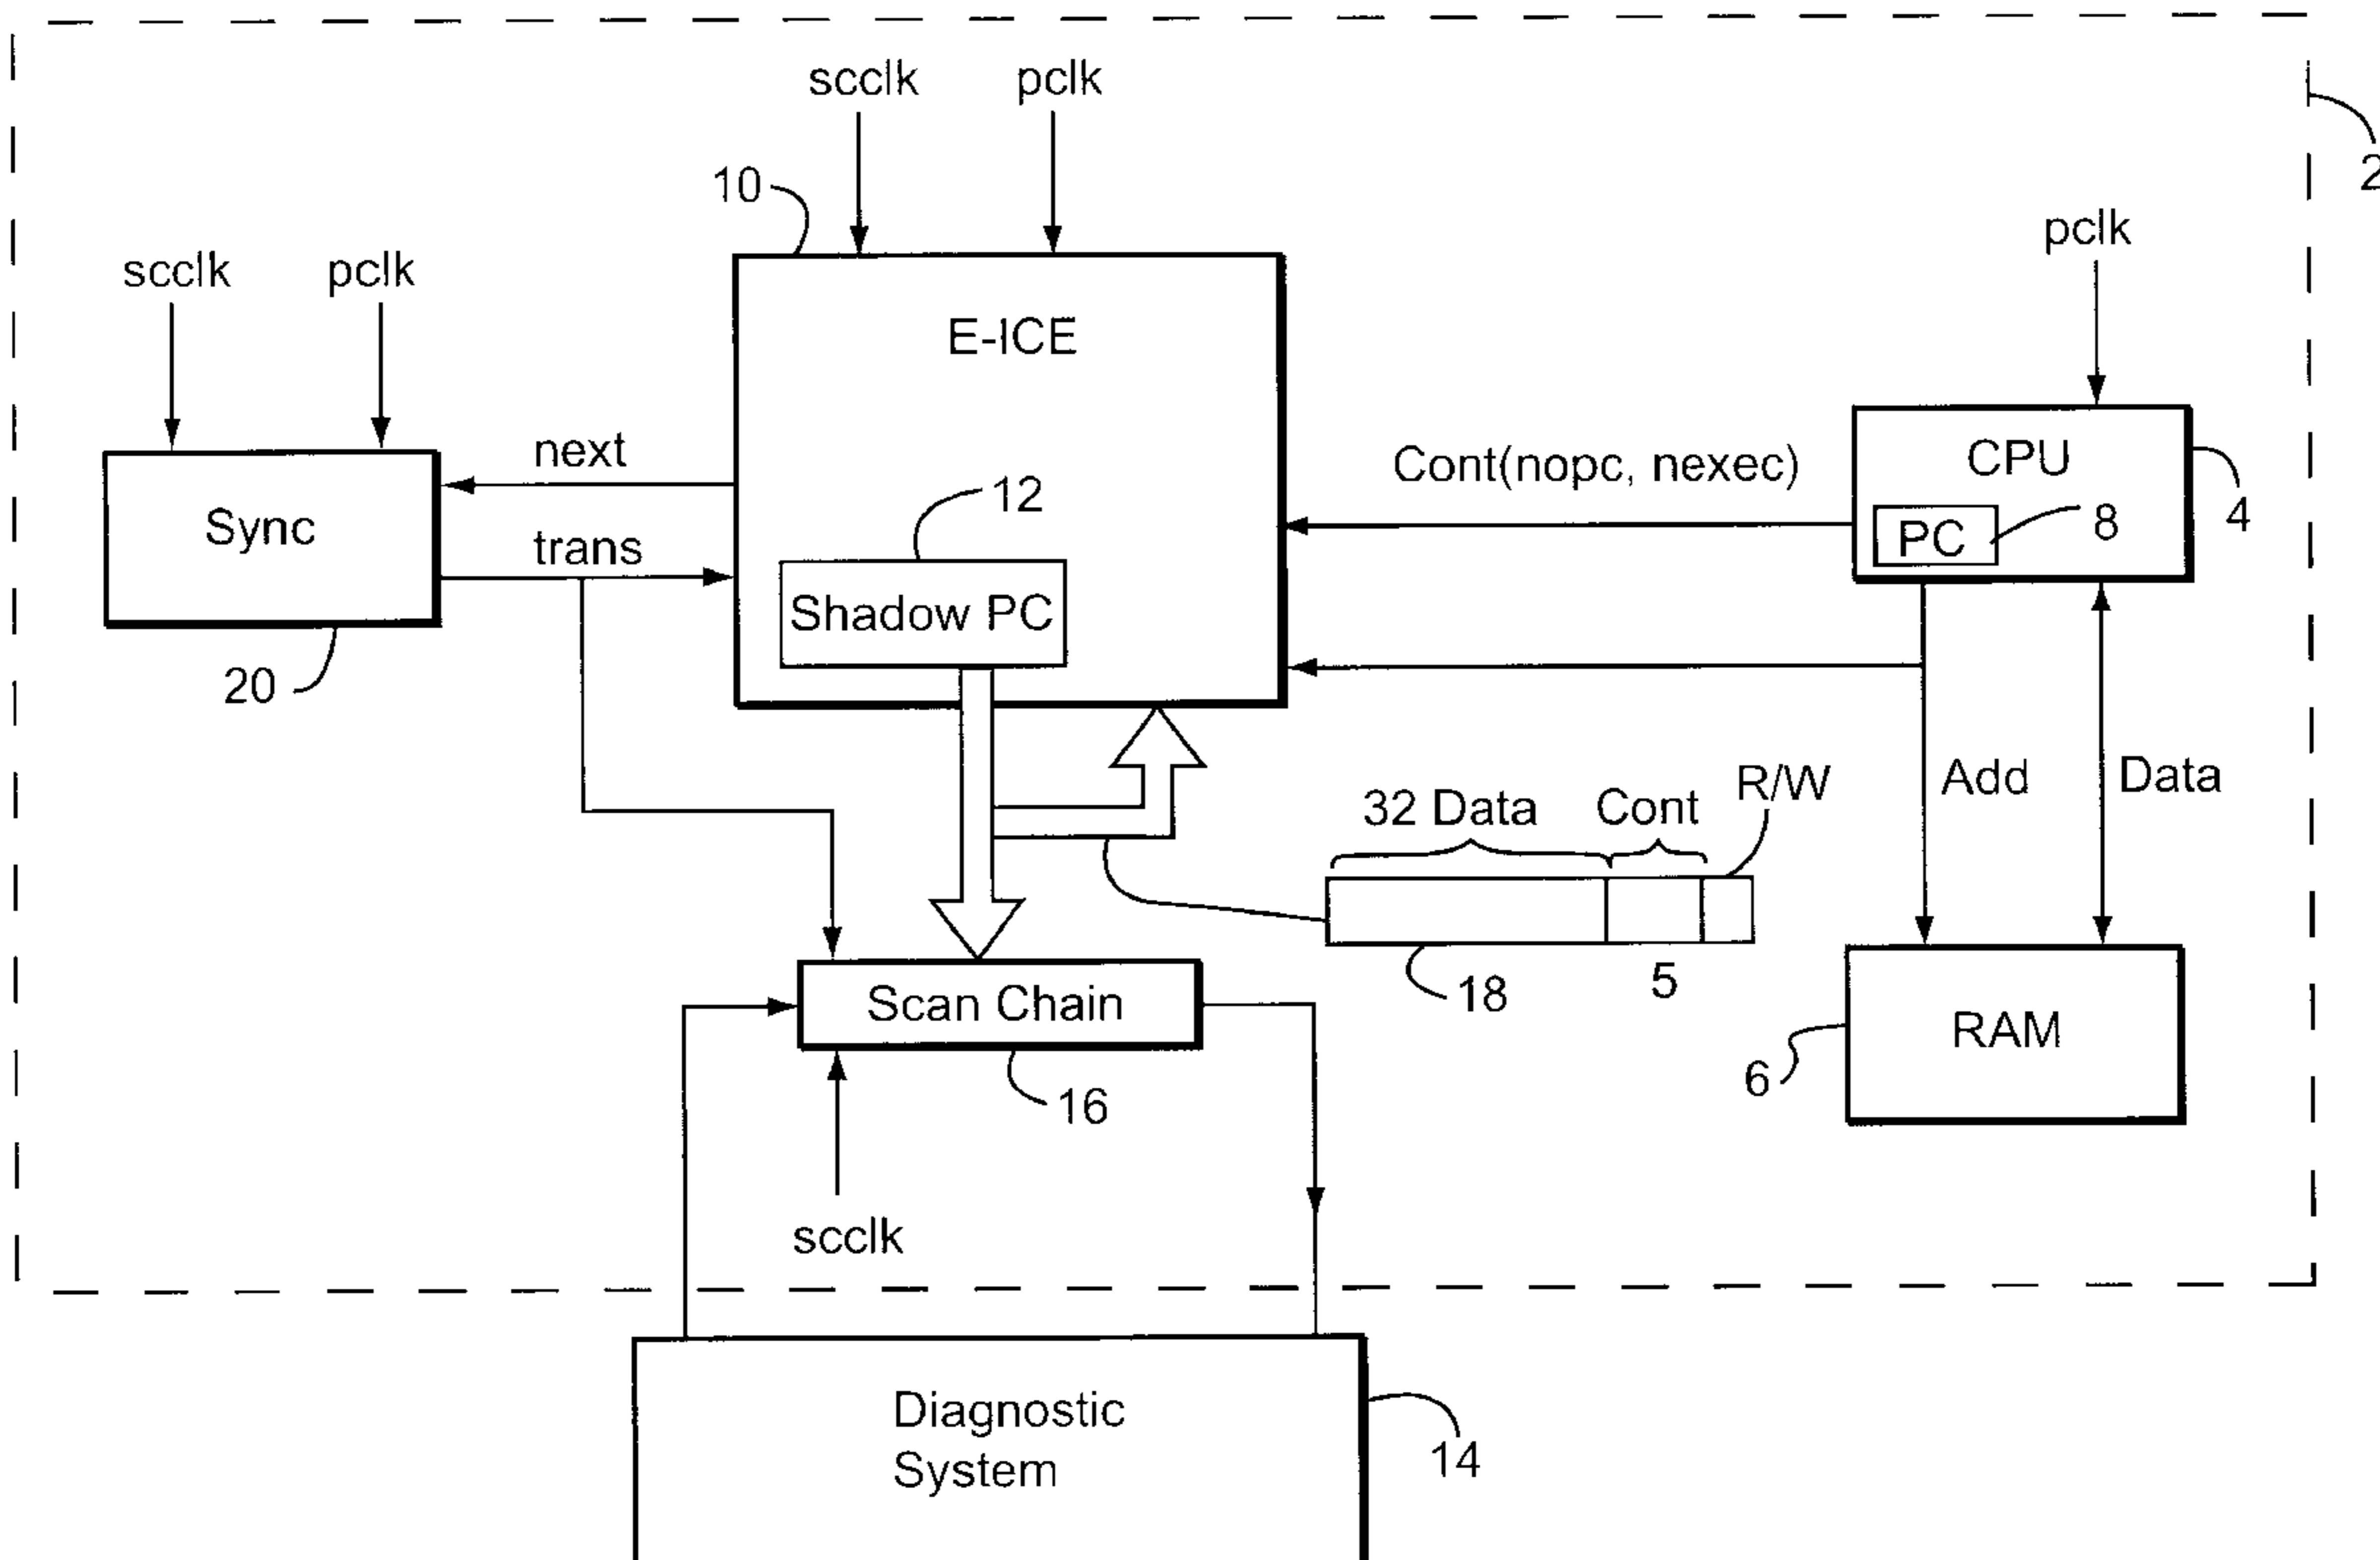 scclk
pclk
2
10
pclk
scclk
pclk
E-ICE
next
Cont(nopc, nexec)
CPU
4
12
PC
8
Sync
trans
Shadow PC
20
Add
Data
32 Data
Cont
R/W
Scan Chain
18
5
RAM
6
16
scclk
Diagnostic
System
14